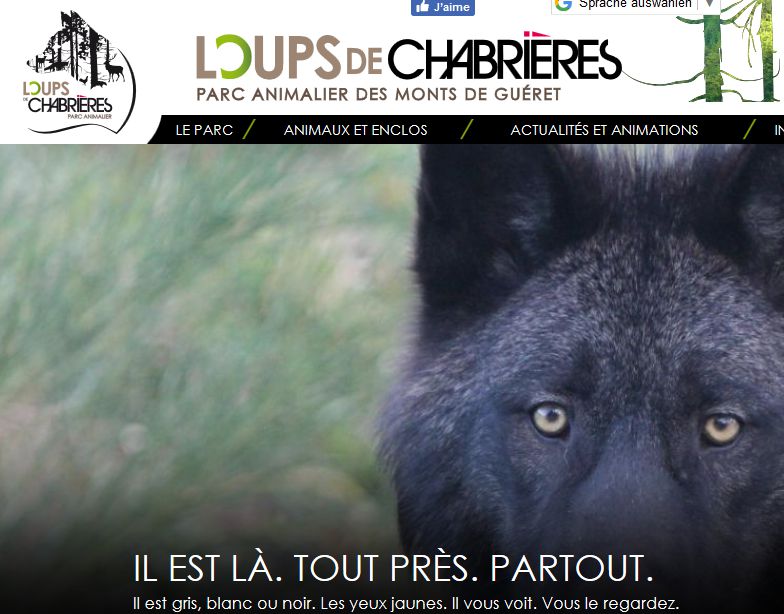 J'aime
Sprache auswählen
LOUPS DE CHABRIÈRES
PARC ANIMALIER DES MONTS DE GUÉRET
LOUPS
DE CHABRIÈRES
PARC ANIMALIER
LE PARC / ANIMAUX ET ENCLOS / ACTUALITÉS ET ANIMATIONS / IN
IL EST LÀ. TOUT PRÈS. PARTOUT.
Il est gris, blanc ou noir. Les yeux jaunes. Il vous voit. Vous le regardez.